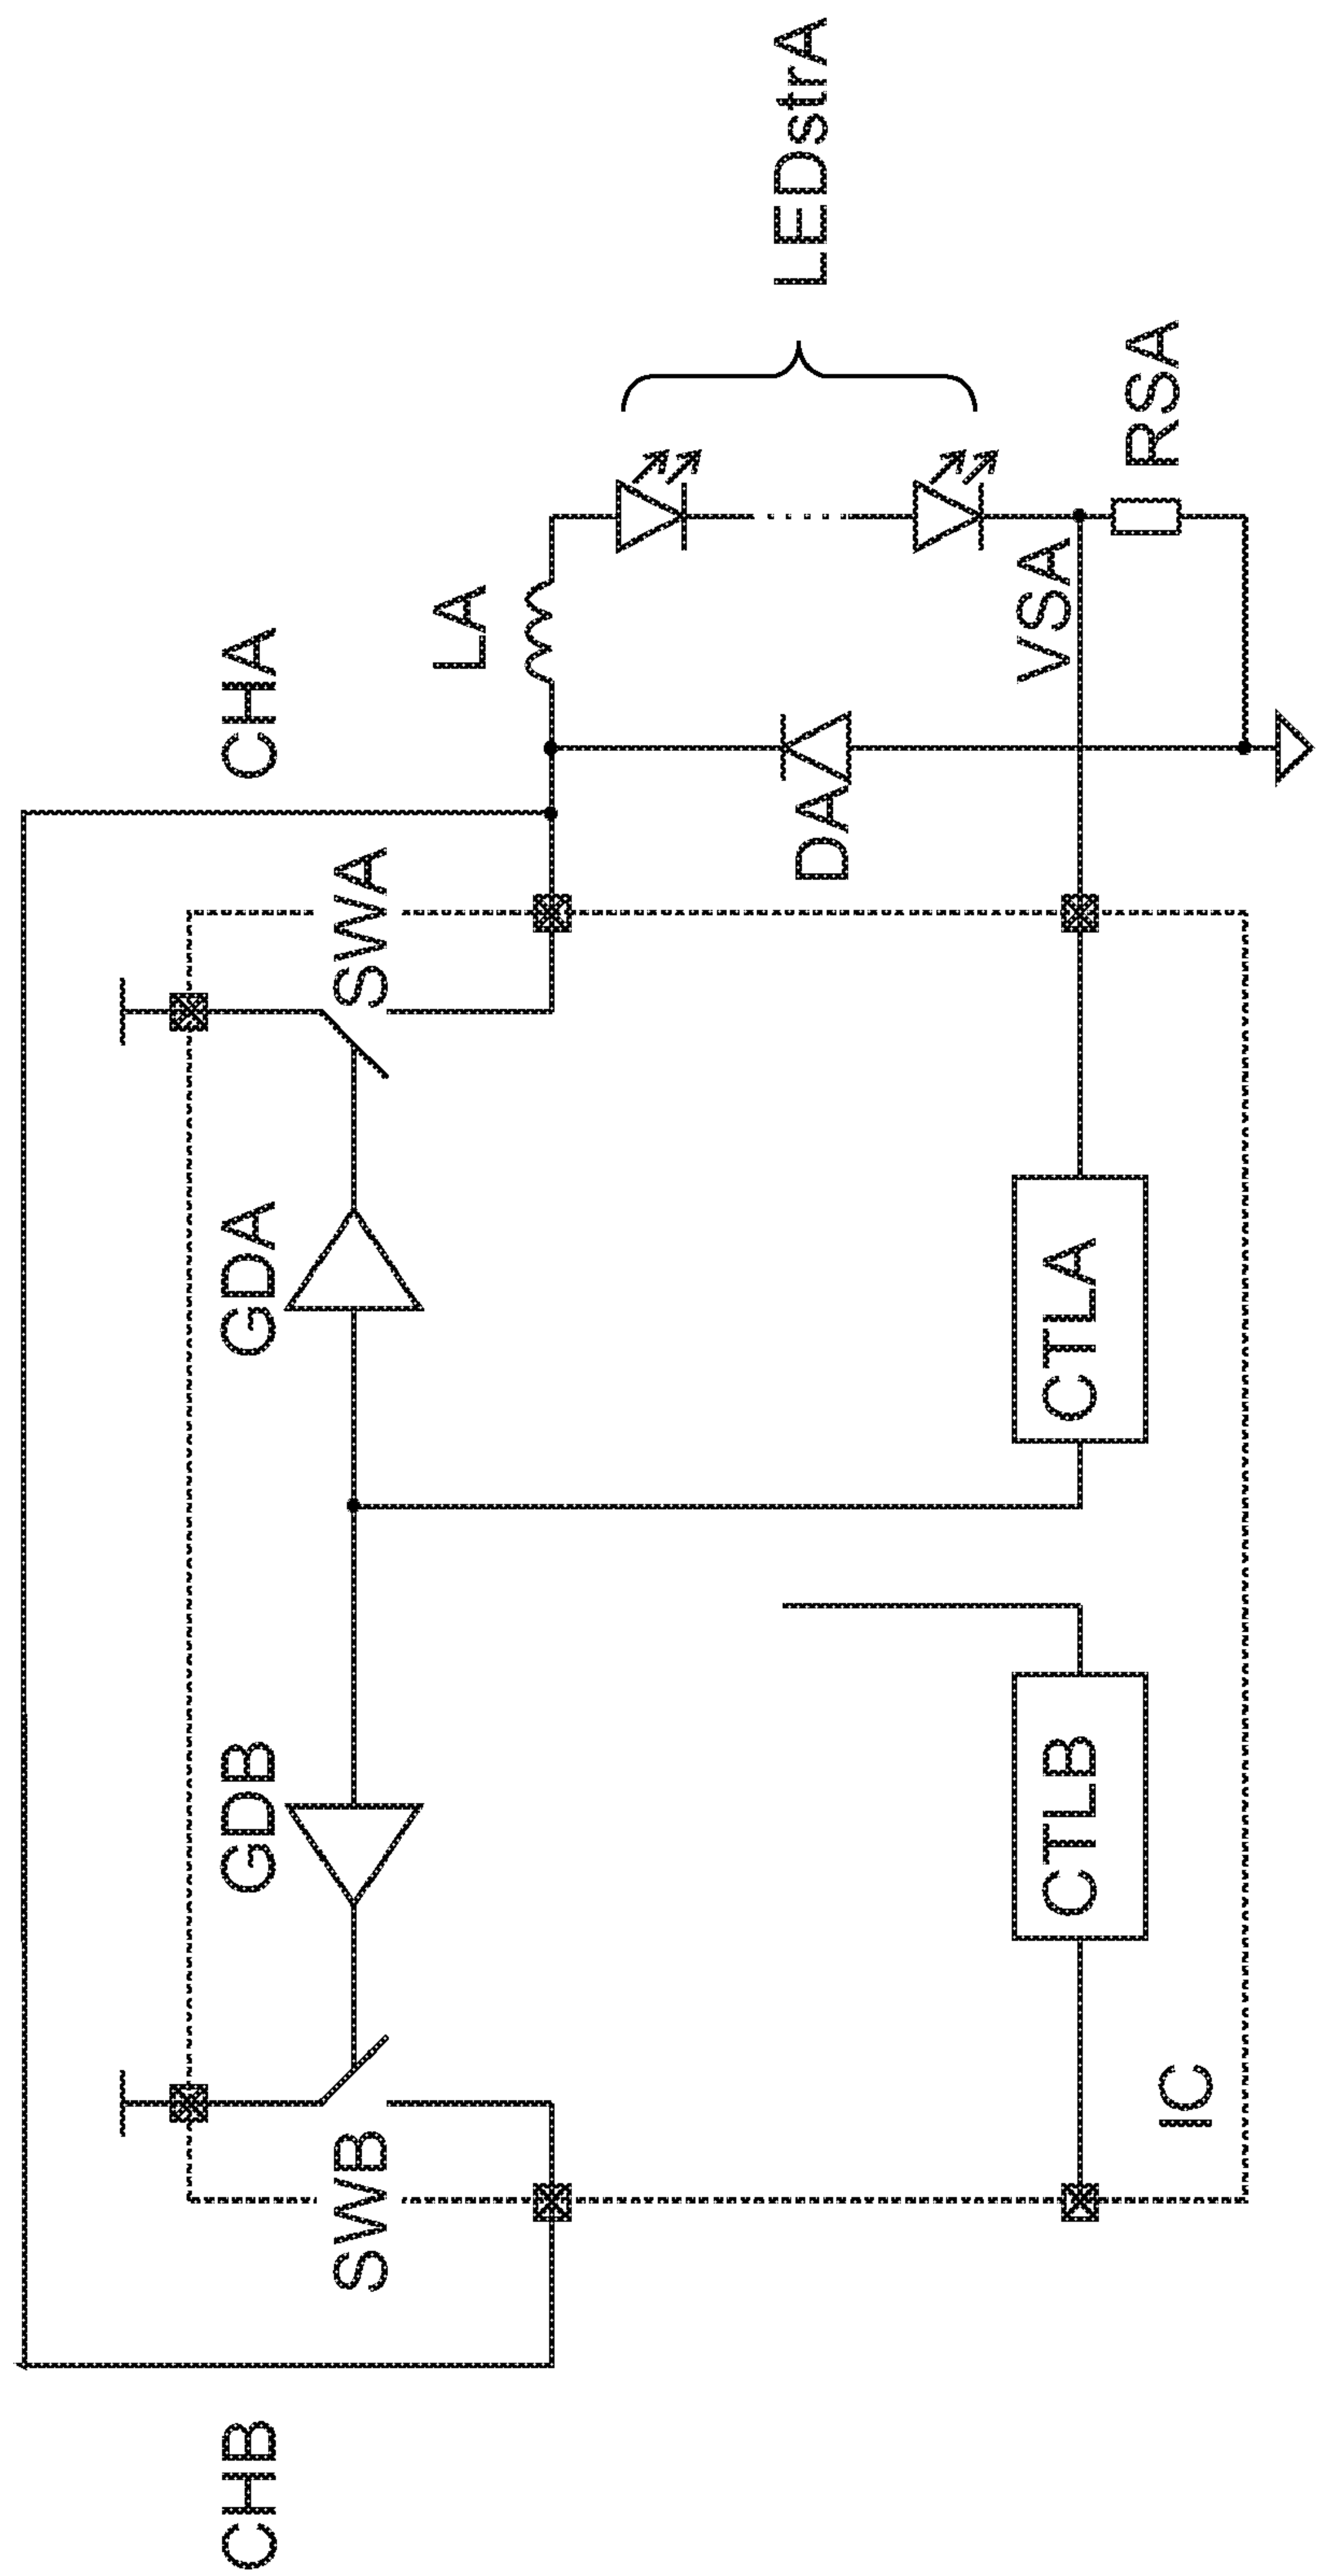 CHB
CHA
GDB
GDA
SWB
SWA
LA
DA
LEDstrA
CTLB
CTLA
VSA
RSA
IC